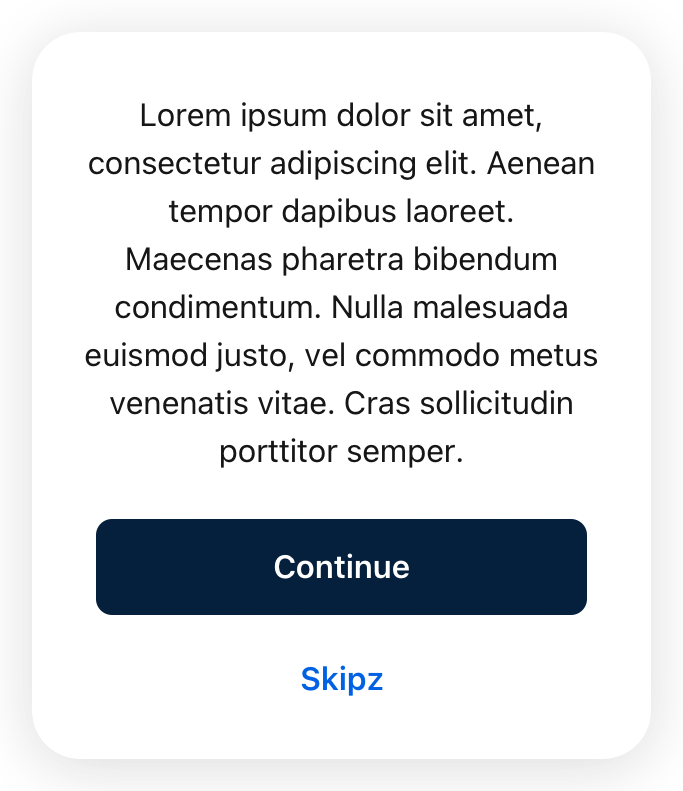 Lorem ipsum dolor sit amet,
consectetur adipiscing elit. Aenean
tempor dapibus laoreet.
Maecenas pharetra bibendum
condimentum. Nulla malesuada
euismod justo, vel commodo metus
venenatis vitae. Cras sollicitudin
porttitor semper.
Continue
Skipz